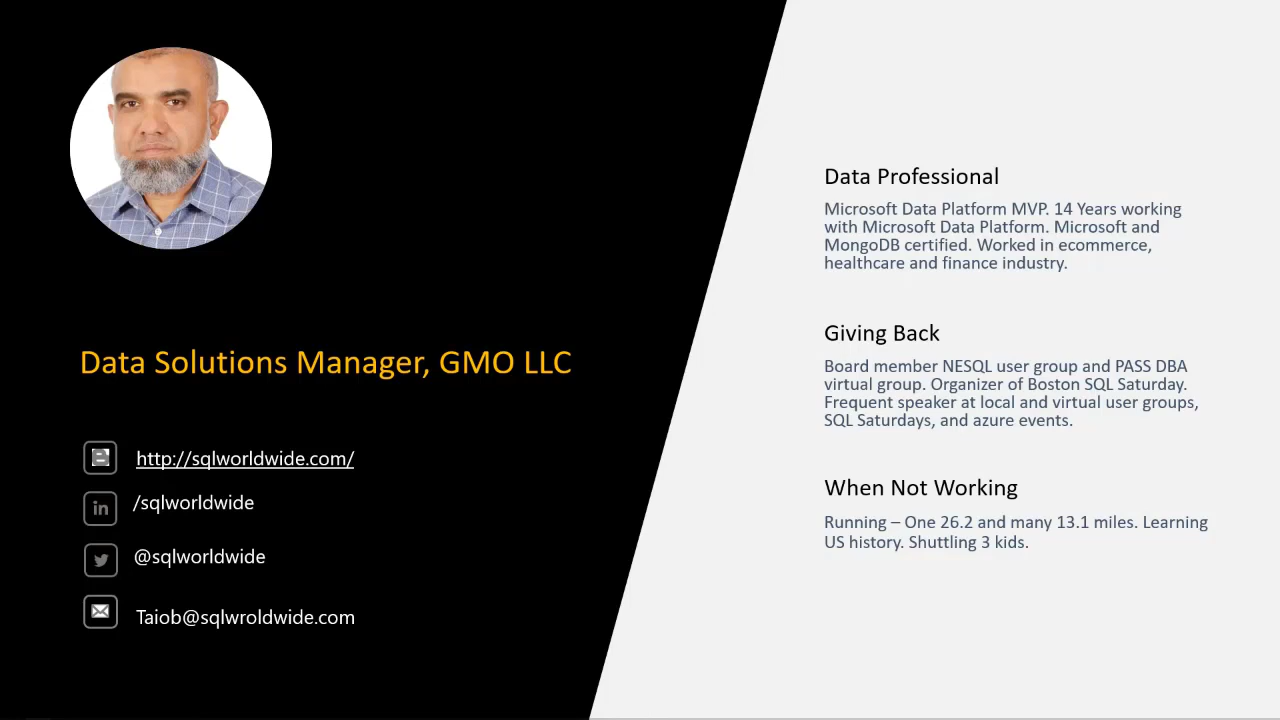 Data Solutions Manager, GMO LLC
http://sqlworldwide.com/
/sqlworldwide
@sqlworldwide
Taiob@sqlwroldwide.com
Data Professional
Microsoft Data Platform MVP. 14 Years working
with Microsoft Data Platform. Microsoft and
MongoDB certified. Worked in ecommerce,
healthcare and finance industry.
Giving Back
Board member NESQL user group and PASS DBA
virtual group. Organizer of Boston SQL Saturday.
Frequent speaker at local and virtual user groups,
SQL Saturdays, and azure events.
When Not Working
Running – One 26.2 and many 13.1 miles. Learning
US history. Shuttling 3 kids.